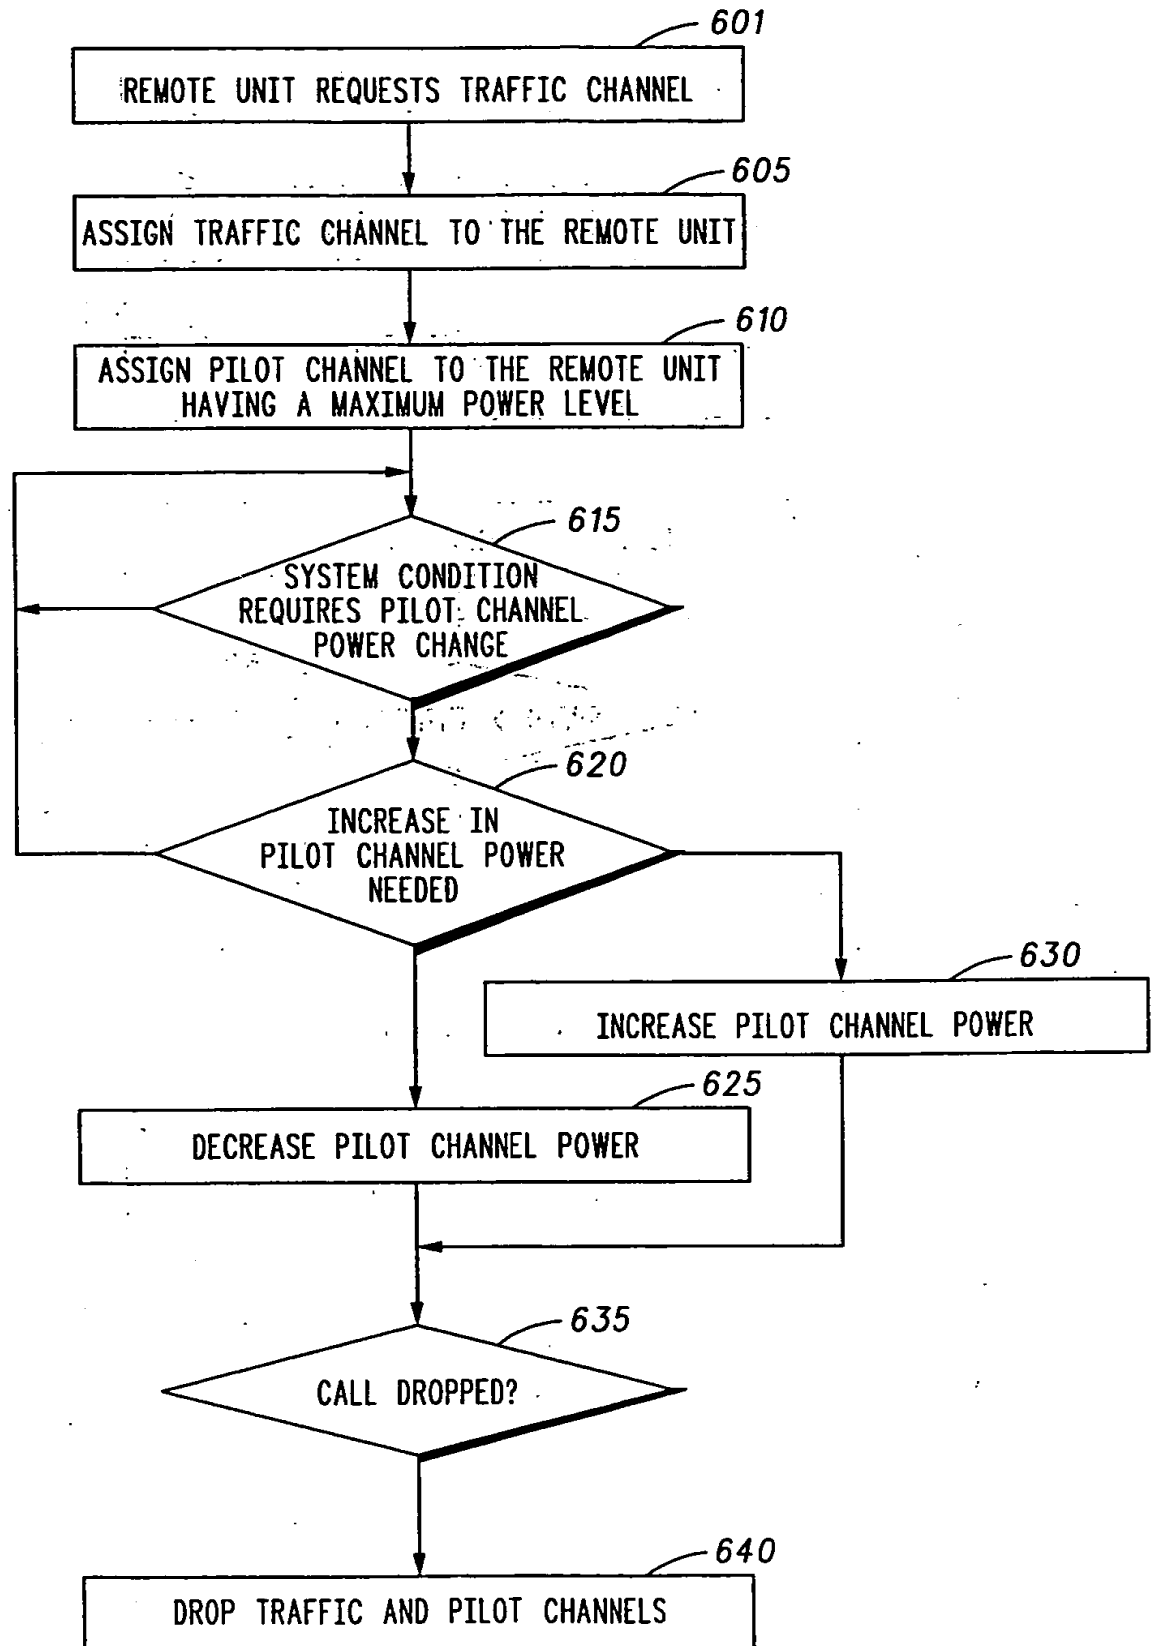 601
REMOTE UNIT REQUESTS TRAFFIC CHANNEL
605
ASSIGN TRAFFIC CHANNEL TO THE REMOTE UNIT
610
ASSIGN PILOT CHANNEL TO THE REMOTE UNIT
HAVING A MAXIMUM POWER LEVEL
615
SYSTEM CONDITION
REQUIRES PILOT CHANNEL
POWER CHANGE
620
INCREASE IN
PILOT CHANNEL POWER
NEEDED
630
INCREASE PILOT CHANNEL POWER
625
DECREASE PILOT CHANNEL POWER
635
CALL DROPPED?
640
DROP TRAFFIC AND PILOT CHANNELS